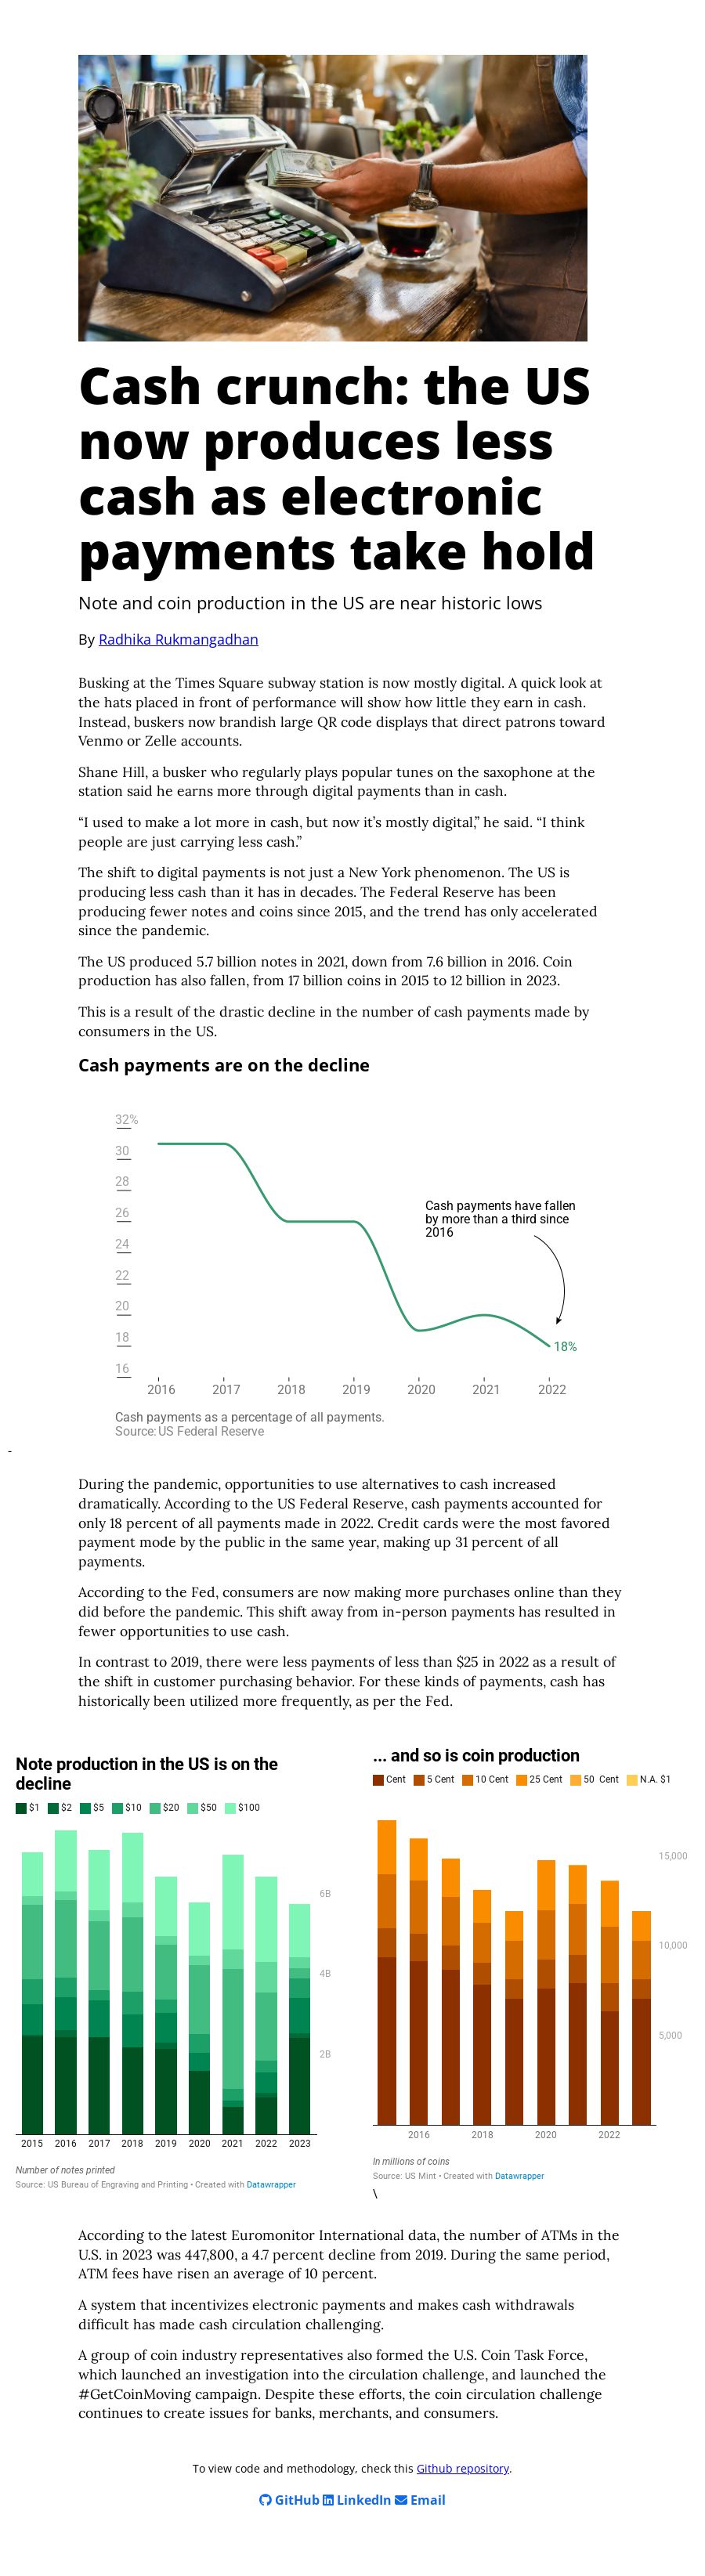 Cash crunch: the US
now produces less
cash as electronic
payments take hold
Note and coin production in the US are near historic lows
By Radhika Rukmangadhan
Busking at the Times Square subway station is now mostly digital. A quick look at
the hats placed in front of performance will show how little they earn in cash.
Instead, buskers now brandish large QR code displays that direct patrons toward
Venmo or Zelle accounts.
Shane Hill, a busker who regularly plays popular tunes on the saxophone at the
station said he earns more through digital payments than in cash.
“I used to make a lot more in cash, but now it’s mostly digital,” he said. “I think
people are just carrying less cash.”
The shift to digital payments is not just a New York phenomenon. The US is
producing less cash than it has in decades. The Federal Reserve has been
producing fewer notes and coins since 2015, and the trend has only accelerated
since the pandemic.
The US produced 5.7 billion notes in 2021, down from 7.6 billion in 2016. Coin
production has also fallen, from 17 billion coins in 2015 to 12 billion in 2023.
This is a result of the drastic decline in the number of cash payments made by
consumers in the US.
Cash payments are on the decline
32%
30
28
26
24
22
20
18
16
Cash payments have fallen
by more than a third since
2016
18%
2016 2017 2018 2019 2020 2021 2022
Cash payments as a percentage of all payments.
Source: US Federal Reserve
-
During the pandemic, opportunities to use alternatives to cash increased
dramatically. According to the US Federal Reserve, cash payments accounted for
only 18 percent of all payments made in 2022. Credit cards were the most favored
payment mode by the public in the same year, making up 31 percent of all
payments.
According to the Fed, consumers are now making more purchases online than they
did before the pandemic. This shift away from in-person payments has resulted in
fewer opportunities to use cash.
In contrast to 2019, there were less payments of less than $25 in 2022 as a result of
the shift in customer purchasing behavior. For these kinds of payments, cash has
historically been utilized more frequently, as per the Fed.
Note production in the US is on the
decline
$1 $2 $5 $10 $20 $50 $100
6B
4B
2B
2015 2016 2017 2018 2019 2020 2021 2022 2023
Number of notes printed
Source: US Bureau of Engraving and Printing • Created with Datawrapper
... and so is coin production
Cent 5 Cent 10 Cent 25 Cent 50 Cent N.A. $1
15,000
10,000
5,000
2016 2018 2020 2022
In millions of coins
Source: US Mint • Created with Datawrapper
\
According to the latest Euromonitor International data, the number of ATMs in the
U.S. in 2023 was 447,800, a 4.7 percent decline from 2019. During the same period,
ATM fees have risen an average of 10 percent.
A system that incentivizes electronic payments and makes cash withdrawals
difficult has made cash circulation challenging.
A group of coin industry representatives also formed the U.S. Coin Task Force,
which launched an investigation into the circulation challenge, and launched the
#GetCoinMoving campaign. Despite these efforts, the coin circulation challenge
continues to create issues for banks, merchants, and consumers.
To view code and methodology, check this Github repository.
GitHub LinkedIn Email